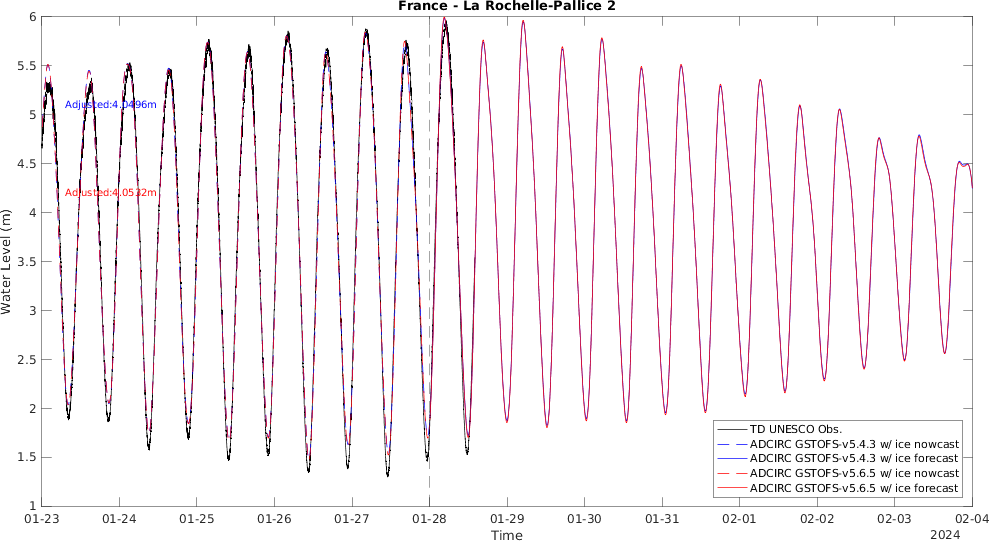 France - La Rochelle-Pallice 2
6
5.5
5
4.5
4
3.5
3
2.5
2
1.5
1
Water Level (m)
Adjusted:4.0496m
Adjusted:4.0532m
TD UNESCO Obs.
ADCIRC GSTOFS-v5.4.3 w/ ice nowcast
ADCIRC GSTOFS-v5.4.3 w/ ice forecast
ADCIRC GSTOFS-v5.6.5 w/ ice nowcast
ADCIRC GSTOFS-v5.6.5 w/ ice forecast
01-23 01-24 01-25 01-26 01-27 01-28 01-29 01-30 01-31 02-01 02-02 02-03 02-04
Time
2024